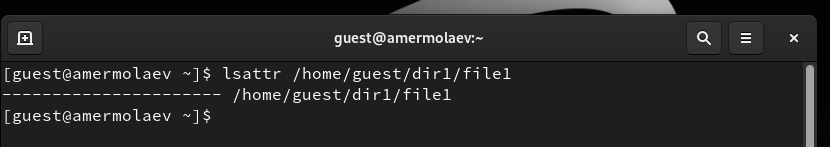 guest@amermolaev:~
[guest@amermolaev ~]$ lsattr /home/guest/dir1/file1
---------------------- /home/guest/dir1/file1
[guest@amermolaev ~]$